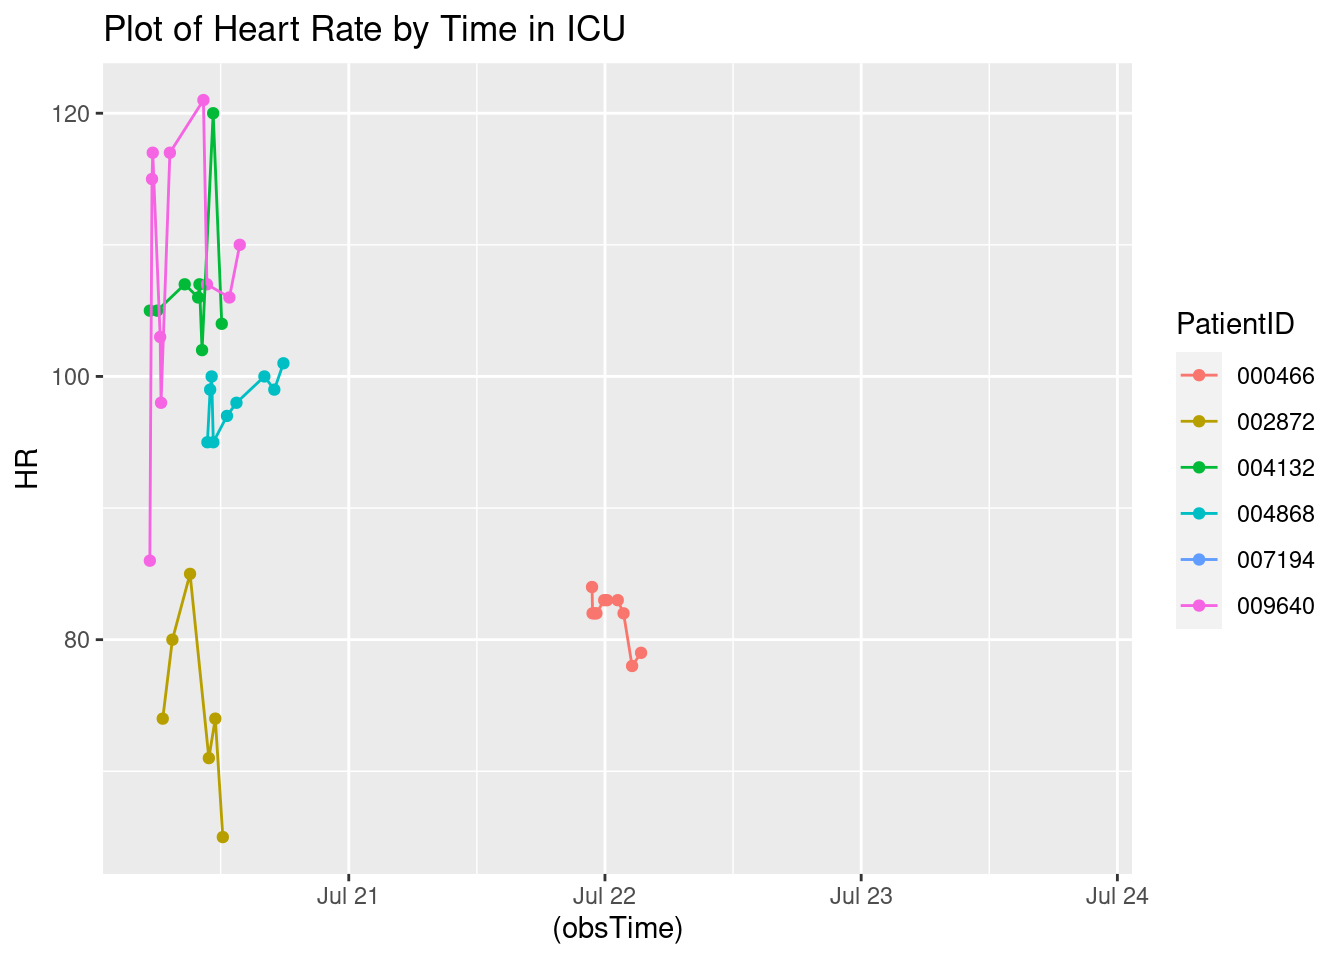 Plot of Heart Rate by Time in ICU
120
100
80
HR
Jul 21
Jul 22
Jul 23
Jul 24
(obsTime)
PatientID
000466
002872
004132
004868
007194
009640